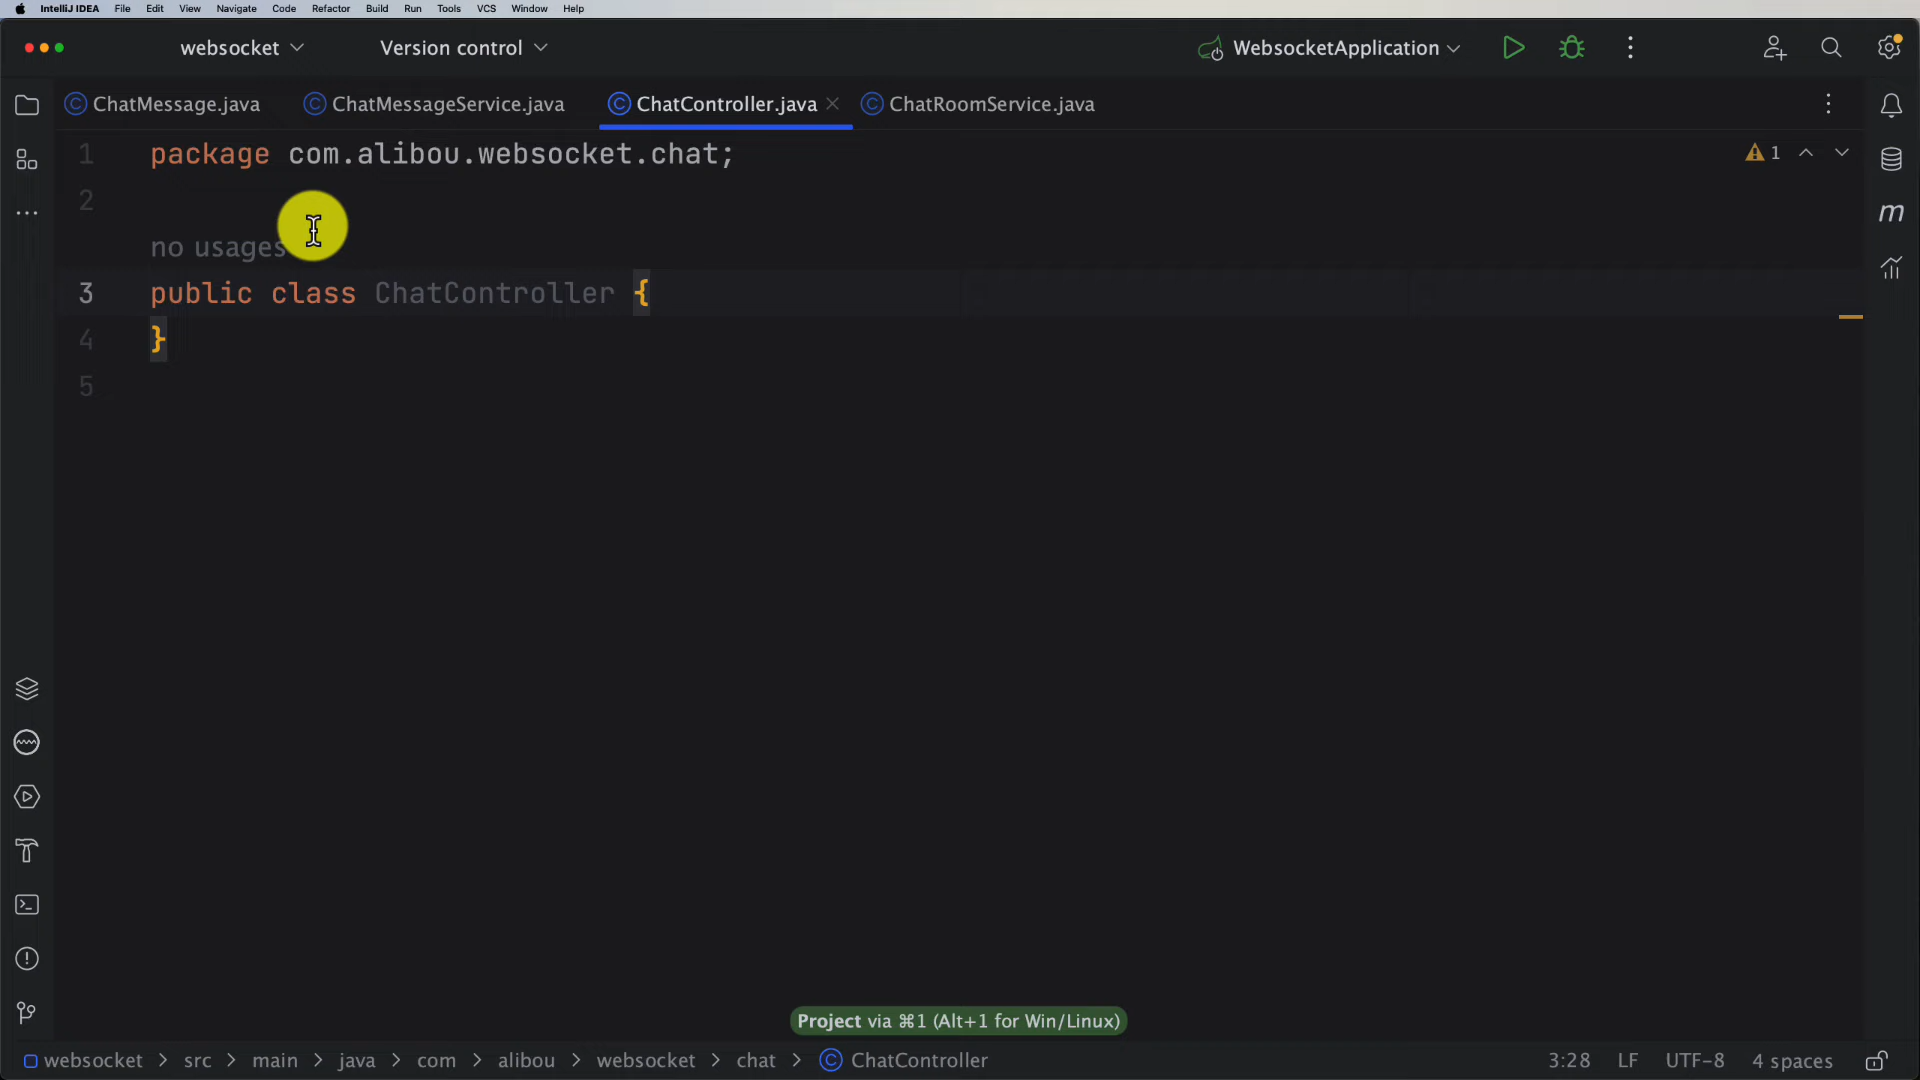 IntelliJ IDEA File Edit View Navigate Code Refactor Build Run Tools VCS Window Help
websocket Version control WebsocketApplication
ChatMessage.java ChatMessageService.java ChatController.java ChatRoomService.java
1 package com.alibou.websocket.chat; 1
2
no usages
3 public class ChatController {
4 }
5
Project via ⌘1 (Alt+1 for Win/Linux)
websocket > src > main > java > com > alibou > websocket > chat > ChatController 3:28 LF UTF-8 4 spaces